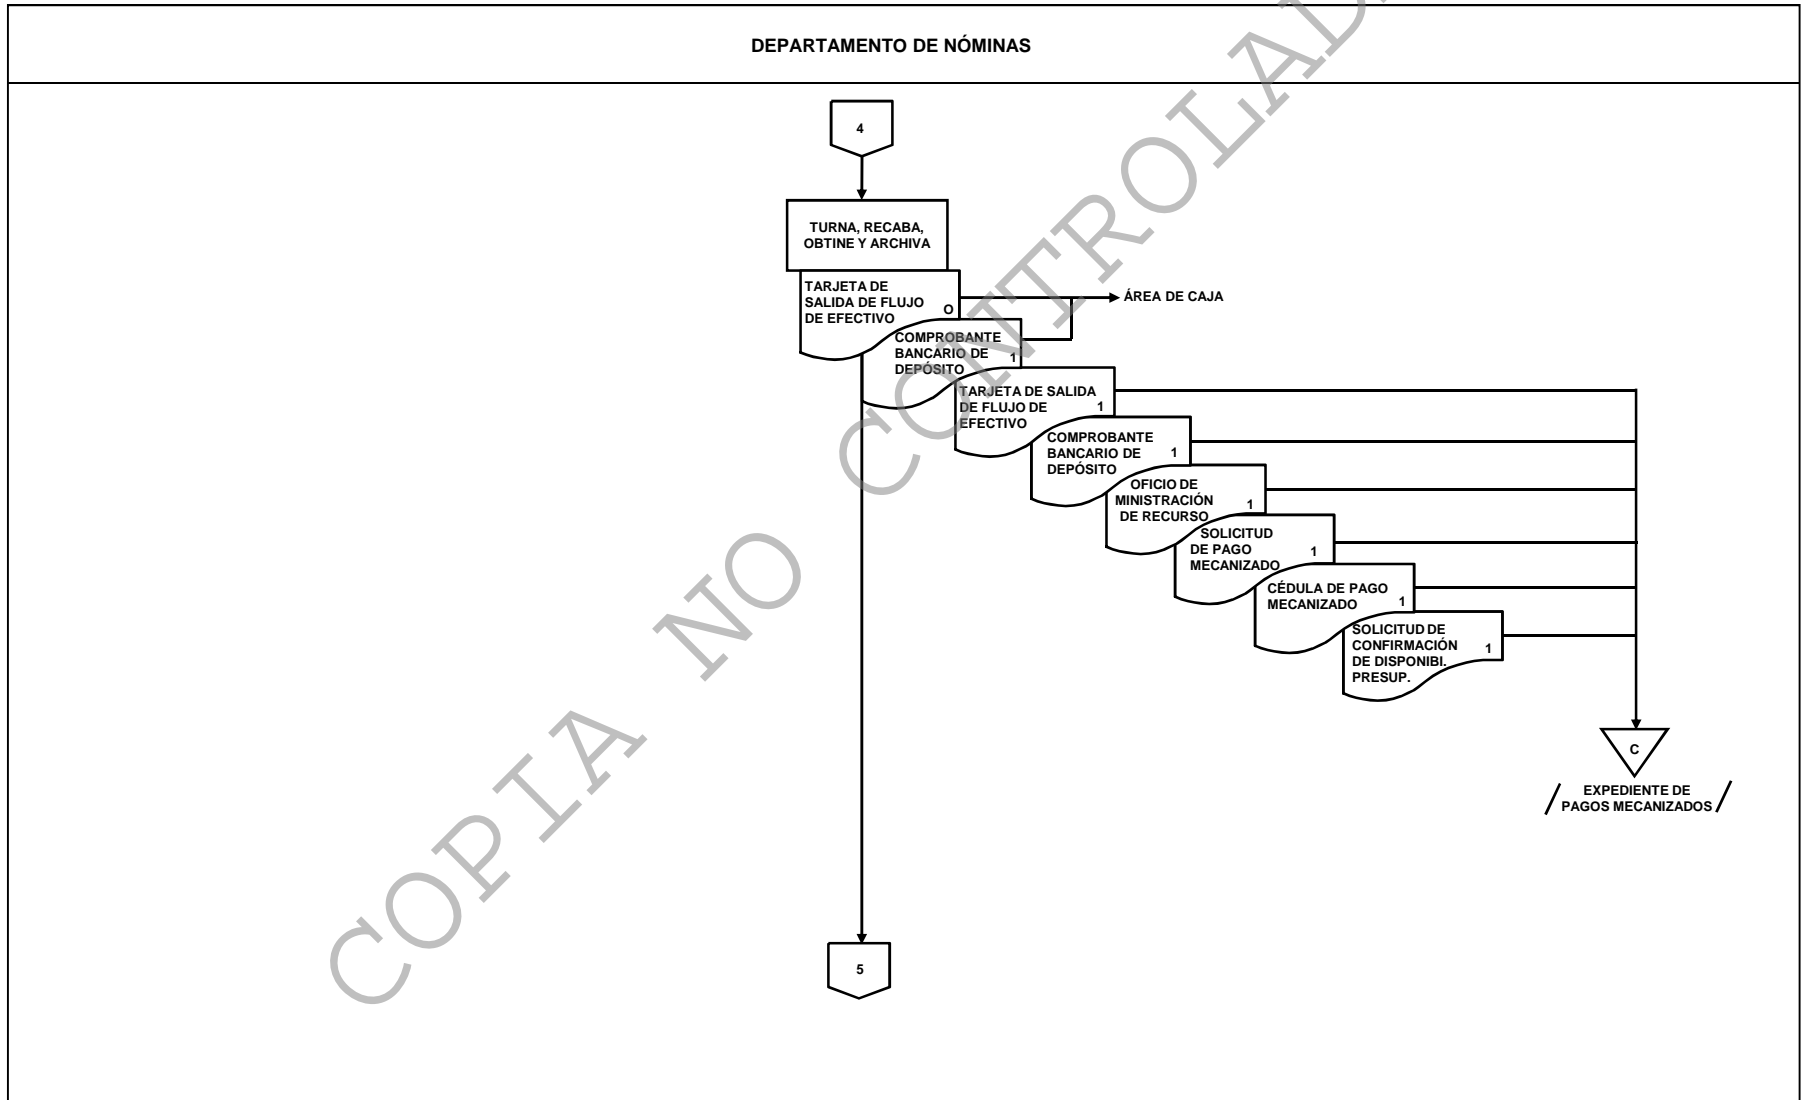 DEPARTAMENTO DE NÓMINAS
4
TURNA, RECABA,
OBTINE Y ARCHIVA
TARJETA DE
SALIDA DE FLUJO
DE EFECTIVO
O
ÁREA DE CAJA
COMPROBANTE
BANCARIO DE
DEPÓSITO
1
TARJETA DE SALIDA
DE FLUJO DE
EFECTIVO
1
COMPROBANTE
BANCARIO DE
DEPÓSITO
1
OFICIO DE
MINISTRACIÓN
DE RECURSO
1
SOLICITUD
DE PAGO
MECANIZADO
1
CÉDULA DE PAGO
MECANIZADO
1
SOLICITUD DE
CONFIRMACIÓN
DE DISPONIBI.
PRESUP.
1
C
/ EXPEDIENTE DE
PAGOS MECANIZADOS /
5
COPIA NO CONTROLAD